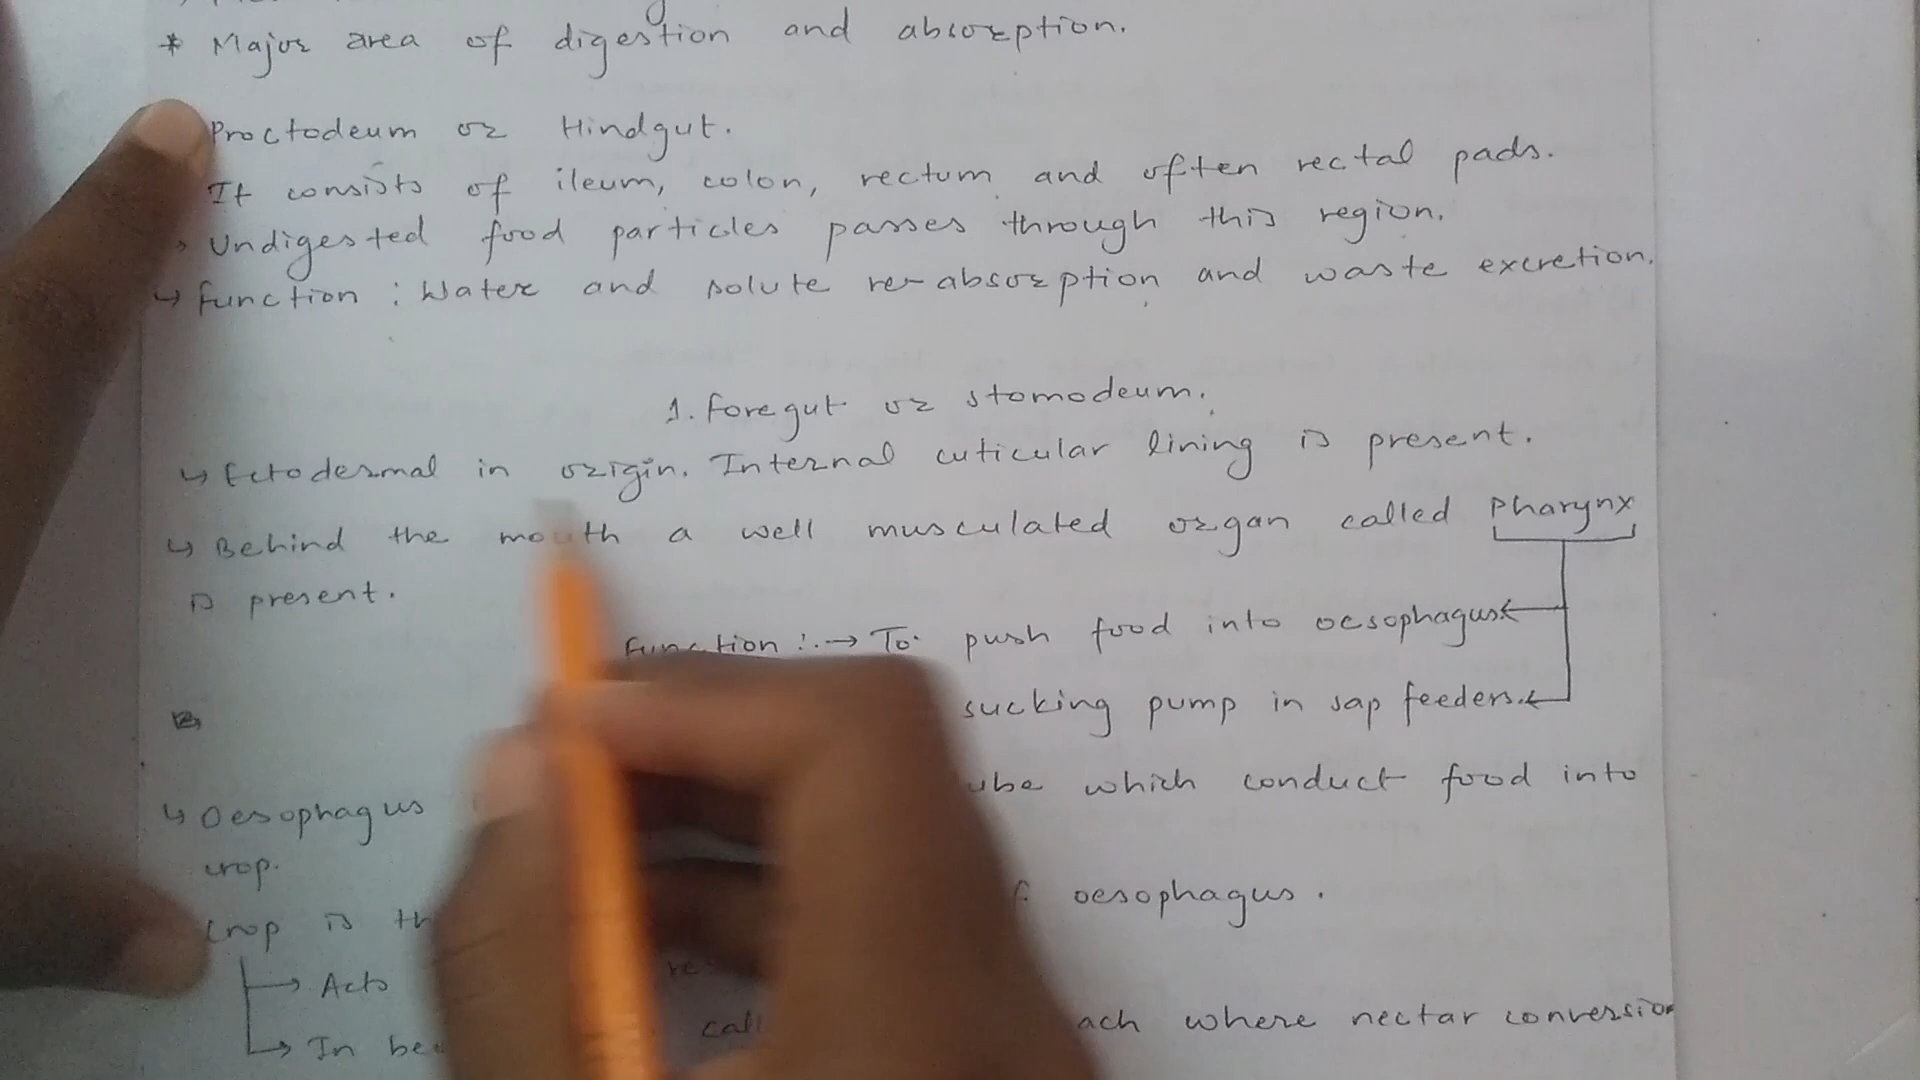 * Major area of digestion and absorption.
Proctodeum or Hindgut.
It consists of ileum, colon, rectum and often rectal pads.
Undigested food particles passes through this region.
↳ function : Water and solute re-absorption and waste excretion.
1. foregut or stomodeum.
↳ Ectodermal in origin. Internal cuticular lining is present.
↳ Behind the mouth a well musculated organ called pharynx
is present.
function :→ To push food into oesophagus
sucking pump in sap feeders.
↳ Oesophagus which conduct food into
crop.
Crop is oesophagus.
→ Acts
→ In where nectar conversion